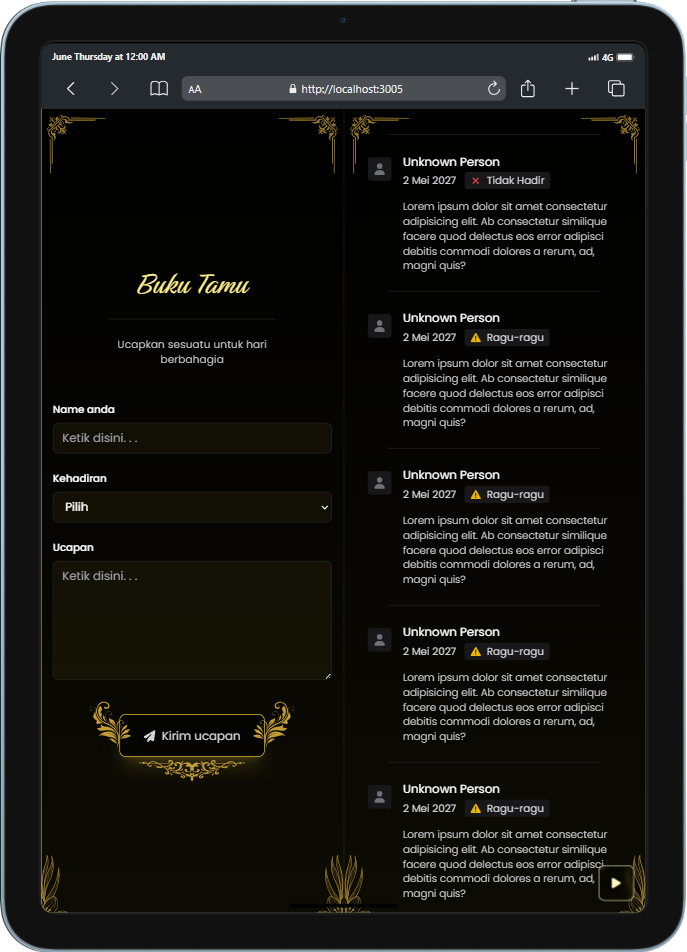 June Thursday at 12:00 AM
4G
AA
http://localhost:3005
Buku Tamu
Ucapkan sesuatu untuk hari
berbahagia
Name anda
Ketik disini. . .
Kehadiran
Pilih
Ucapan
Ketik disini. . .
Kirim ucapan
Unknown Person
2 Mei 2027 Tidak Hadir
Lorem ipsum dolor sit amet consectetur
adipisicing elit. Ab consectetur similique
facere quod delectus eos error adipisci
debitis commodi dolores a rerum, ad,
magni quis?
Unknown Person
2 Mei 2027 Ragu-ragu
Lorem ipsum dolor sit amet consectetur
adipisicing elit. Ab consectetur similique
facere quod delectus eos error adipisci
debitis commodi dolores a rerum, ad,
magni quis?
Unknown Person
2 Mei 2027 Ragu-ragu
Lorem ipsum dolor sit amet consectetur
adipisicing elit. Ab consectetur similique
facere quod delectus eos error adipisci
debitis commodi dolores a rerum, ad,
magni quis?
Unknown Person
2 Mei 2027 Ragu-ragu
Lorem ipsum dolor sit amet consectetur
adipisicing elit. Ab consectetur similique
facere quod delectus eos error adipisci
debitis commodi dolores a rerum, ad,
magni quis?
Unknown Person
2 Mei 2027 Ragu-ragu
Lorem ipsum dolor sit amet consectetur
adipisicing elit. Ab consectetur similique
facere quod delectus eos error adipisci
debitis commodi dolores a rerum, ad,
magni quis?